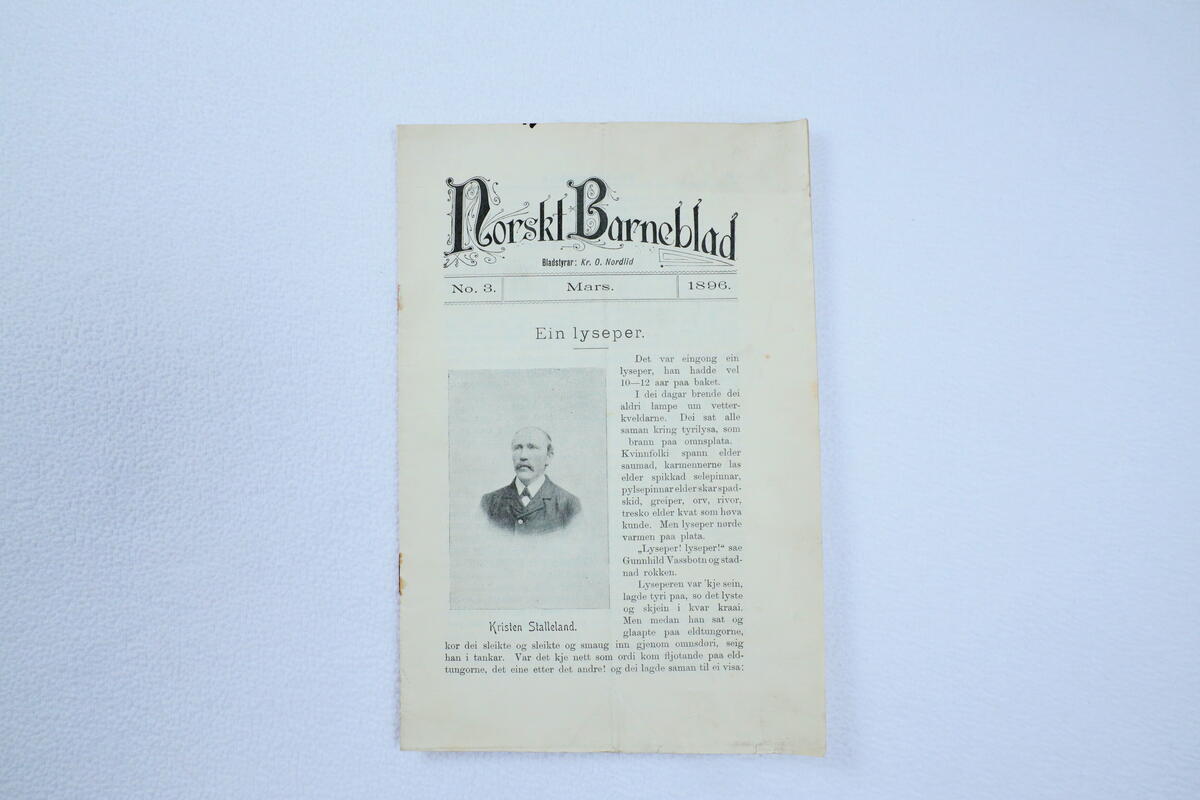 Norskt Barneblad
Bladstyrar: Kr. O. Nordlid
No. 3. Mars. 1896.
Ein lyseper.
Det var eingong ein
lyseper, han hadde vel
10—12 aar paa baket.
I dei dagar brende dei
aldri lampe um vetter-
kveldarne. Dei sat alle
saman kring tyrilysa, som
brann paa omnsplata.
Kvinnfolki spann elder
saumad, karmennerne las
elder spikkad selepinnar,
pylsepinnar elder skar spad-
skid, greiper, orv, rivor,
tresko elder kvat som høva
kunde. Men lyseper nørde
varmen paa plata.
„Lyseper! lyseper!“ sae
Gunnhild Vassbotn og stad-
nad rokken.
Lyseperen var 'kje sein,
lagde tyri paa, so det lyste
og skjein i kvar kraai.
Men medan han sat og
glaapte paa eldtungorne,
Kristen Stalleland.
kor dei sleikte og sleikte og smaug inn gjenom omnsdøri, seig
han i tankar. Var det kje nett som ordi kom fljotande paa eld-
tungorne, det eine etter det andre! og dei lagde saman til ei visa: